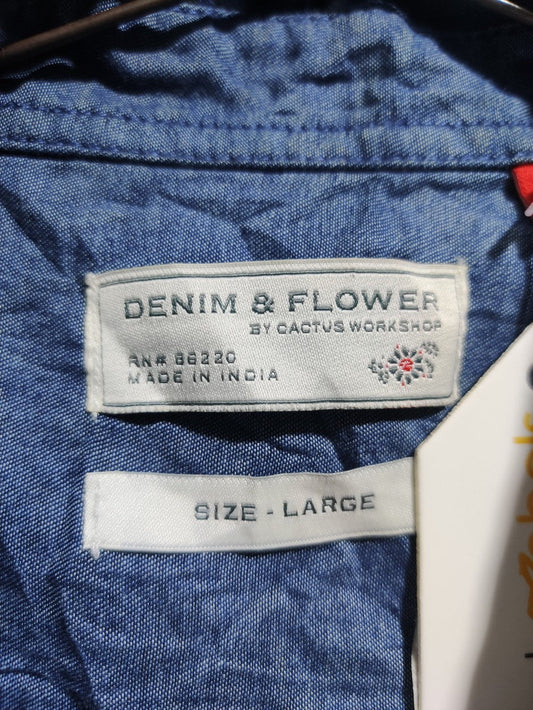 DENIM & FLOWER
BY CACTUS WORKSHOP
RN# 86220
MADE IN INDIA
SIZE - LARGE